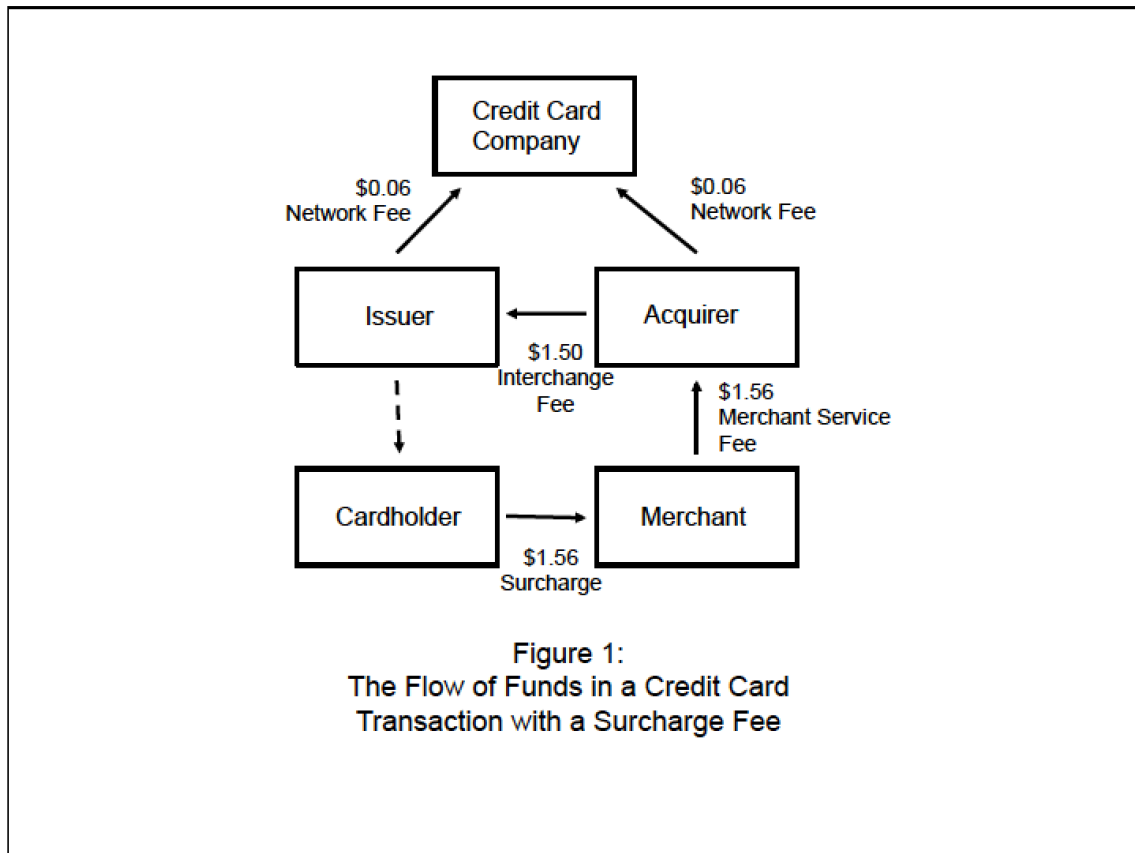 Credit Card
Company
$0.06
Network Fee
$0.06
Network Fee
Issuer
Acquirer
$1.50
Interchange
Fee
$1.56
Merchant Service
Fee
Cardholder
Merchant
$1.56
Surcharge
Figure 1:
The Flow of Funds in a Credit Card
Transaction with a Surcharge Fee